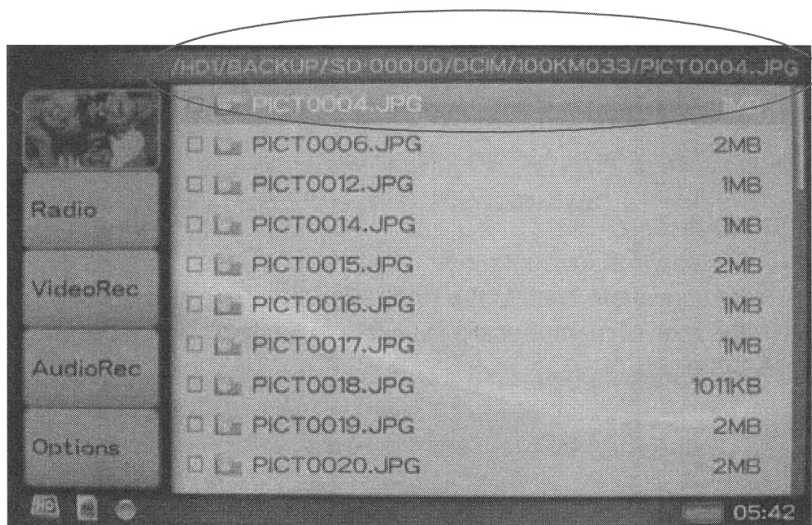 /HD1/BACKUP/SD-00000/DCIM/100KM033/PICT0004.JPG
PICT0004.JPG 1MB
PICT0006.JPG 2MB
PICT0012.JPG 1MB
Radio
PICT0014.JPG 1MB
PICT0015.JPG 2MB
VideoRec
PICT0016.JPG 1MB
PICT0017.JPG 1MB
AudioRec
PICT0018.JPG 1011KB
PICT0019.JPG 2MB
Options
PICT0020.JPG 2MB
HD
05:42